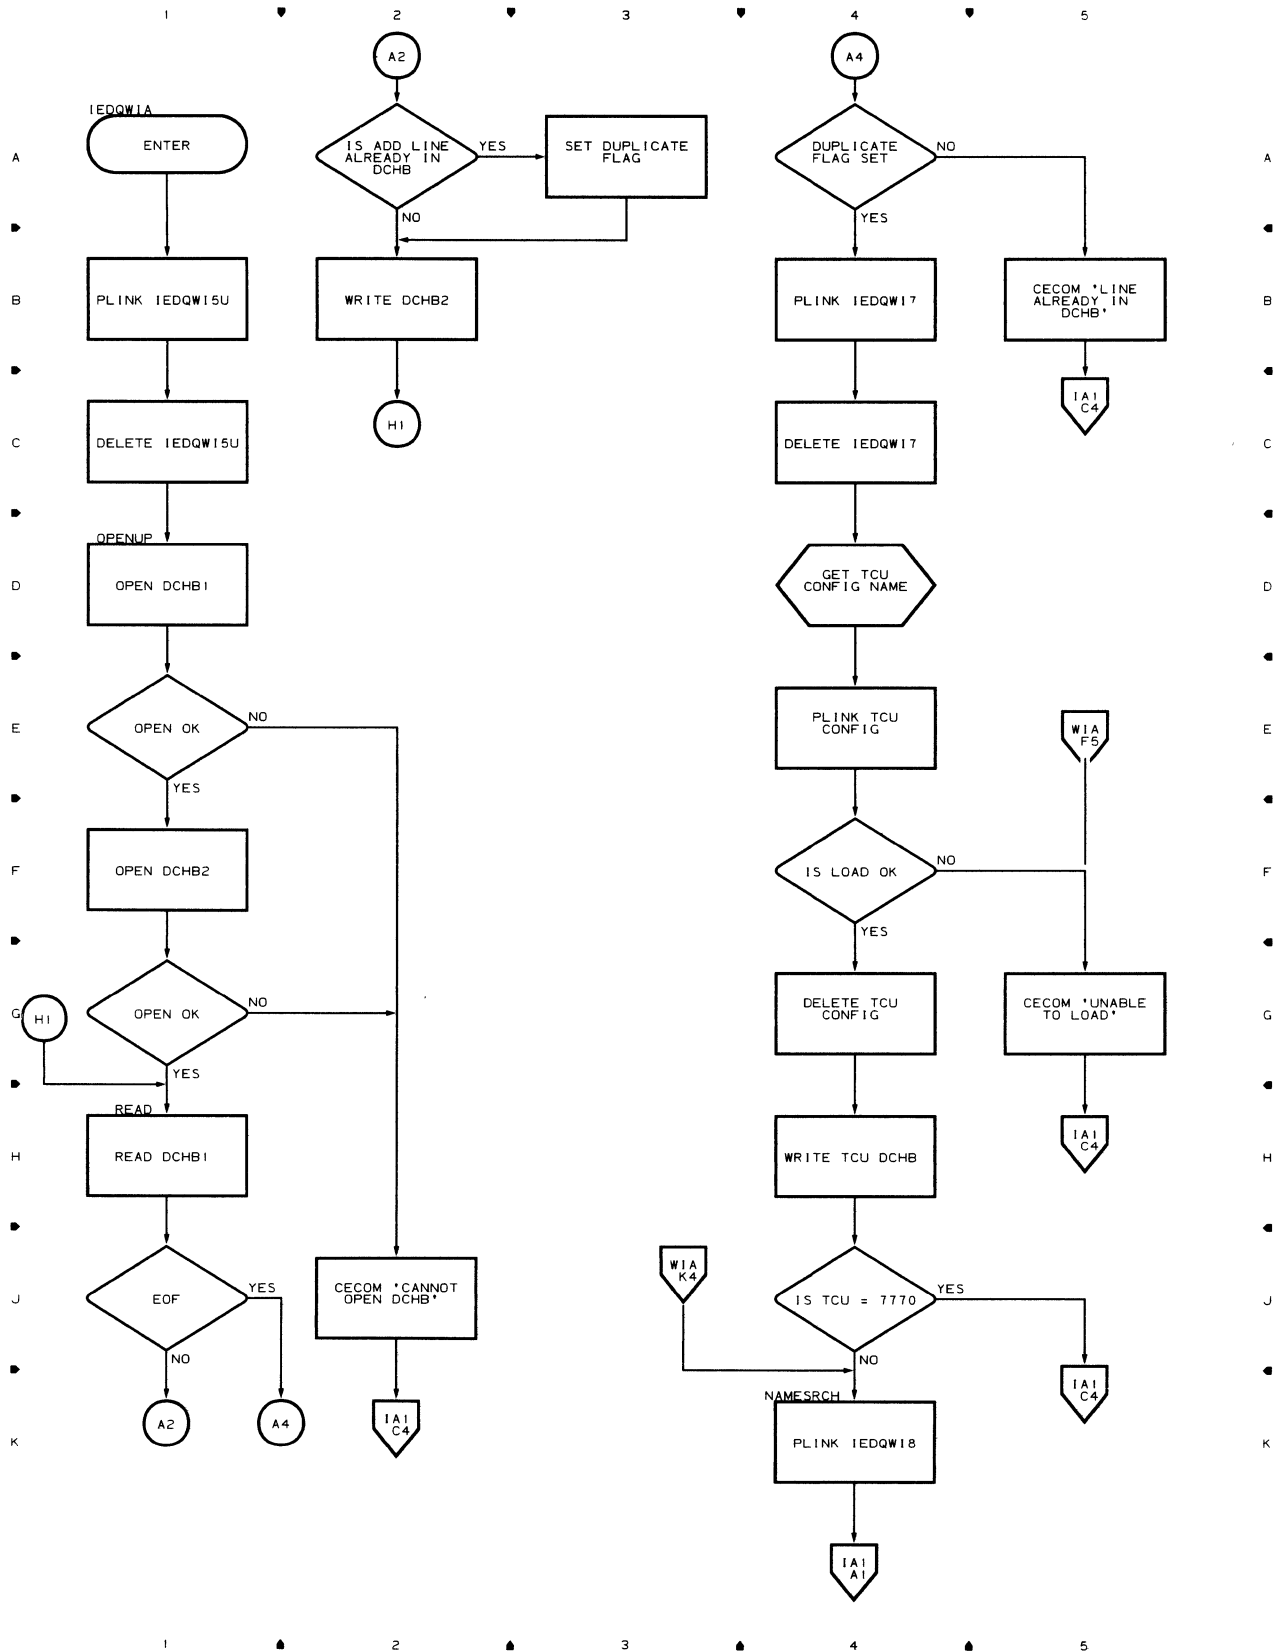 1 2 3 4 5
A2
A4
IEDQWIA
ENTER
IS ADD LINE
ALREADY IN
DCHB
YES
SET DUPLICATE
FLAG
DUPLICATE
FLAG SET
NO
A
A
NO
YES
B
PLINK IEDQWI5U
WRITE DCHB2
PLINK IEDQWI7
CECOM 'LINE
ALREADY IN
DCHB'
B
IA1
C4
C
DELETE IEDQWI5U
H1
DELETE IEDQWI7
C
OPENUP
D
OPEN DCHB1
GET TCU
CONFIG NAME
D
E
OPEN OK
NO
PLINK TCU
CONFIG
WIA
F5
E
YES
F
OPEN DCHB2
IS LOAD OK
NO
F
YES
G
H1
OPEN OK
NO
DELETE TCU
CONFIG
CECOM 'UNABLE
TO LOAD'
G
YES
READ
H
READ DCHB1
WRITE TCU DCHB
IA1
C4
H
J
EOF
YES
CECOM 'CANNOT
OPEN DCHB'
WIA
K4
IS TCU = 7770
YES
J
NO
NO
IA1
C4
NAMESRCH
A2
A4
IA1
C4
K
PLINK IEDQWI8
K
IA1
A1
1 2 3 4 5